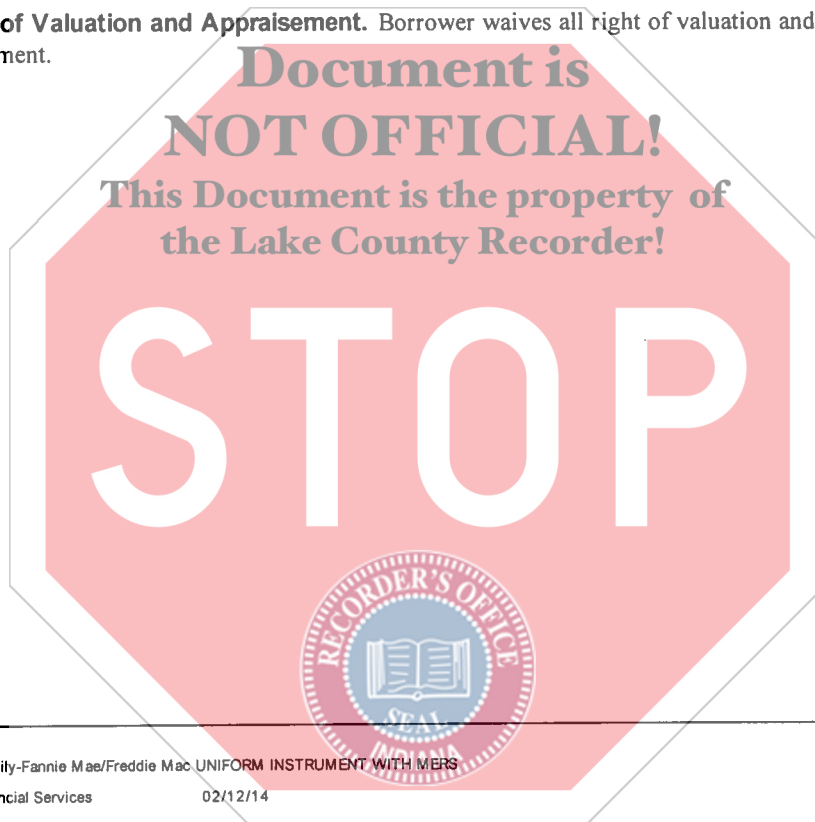 of Valuation and Appraisement. Borrower waives all right of valuation and
ment.
Document is
NOT OFFICIAL!
This Document is the property of
the Lake County Recorder!
STOP
RECORDER'S OFFICE
SEAL
INDIANA
ily-Fannie Mae/Freddie Mac UNIFORM INSTRUMENT WITH MERS
ncial Services 02/12/14